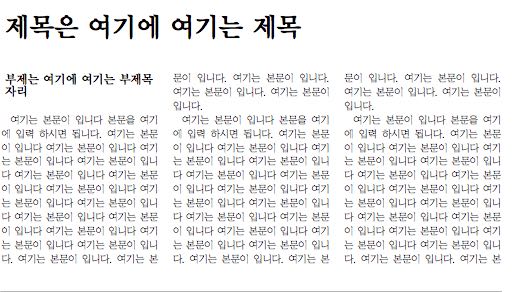 제목은 여기에 여기는 제목
부제는 여기에 여기는 부제목
자리
여기는 본문이 입니다 본문을 여기
에 입력 하시면 됩니다. 여기는 본문
이 입니다 여기는 본문이 입니다 여기
는 본문이 입니다 여기는 본문이 입니
다 여기는 본문이 입니다 여기는 본문
이 입니다 여기는 본문이 입니다 여기
는 본문이 입니다 여기는 본문이 입니
다 여기는 본문이 입니다 여기는 본문
이 입니다 여기는 본문이 입니다 여기
는 본문이 입니다 여기는 본문이 입니
다. 여기는 본문이 입니다. 여기는 본
문이 입니다. 여기는 본문이 입니다.
여기는 본문이 입니다. 여기는 본문이
입니다.
여기는 본문이 입니다 본문을 여기
에 입력 하시면 됩니다. 여기는 본문
이 입니다 여기는 본문이 입니다 여기
는 본문이 입니다 여기는 본문이 입니
다 여기는 본문이 입니다 여기는 본문
이 입니다 여기는 본문이 입니다 여기
는 본문이 입니다 여기는 본문이 입니
다 여기는 본문이 입니다 여기는 본문
이 입니다 여기는 본문이 입니다 여기
는 본문이 입니다 여기는 본문이 입니
다. 여기는 본문이 입니다. 여기는 본
문이 입니다. 여기는 본문이 입니다.
여기는 본문이 입니다. 여기는 본문이
입니다.
여기는 본문이 입니다 본문을 여기
에 입력 하시면 됩니다. 여기는 본문
이 입니다 여기는 본문이 입니다 여기
는 본문이 입니다 여기는 본문이 입니
다 여기는 본문이 입니다 여기는 본문
이 입니다 여기는 본문이 입니다 여기
는 본문이 입니다 여기는 본문이 입니
다 여기는 본문이 입니다 여기는 본문
이 입니다 여기는 본문이 입니다 여기
는 본문이 입니다 여기는 본문이 입니
다. 여기는 본문이 입니다. 여기는 본